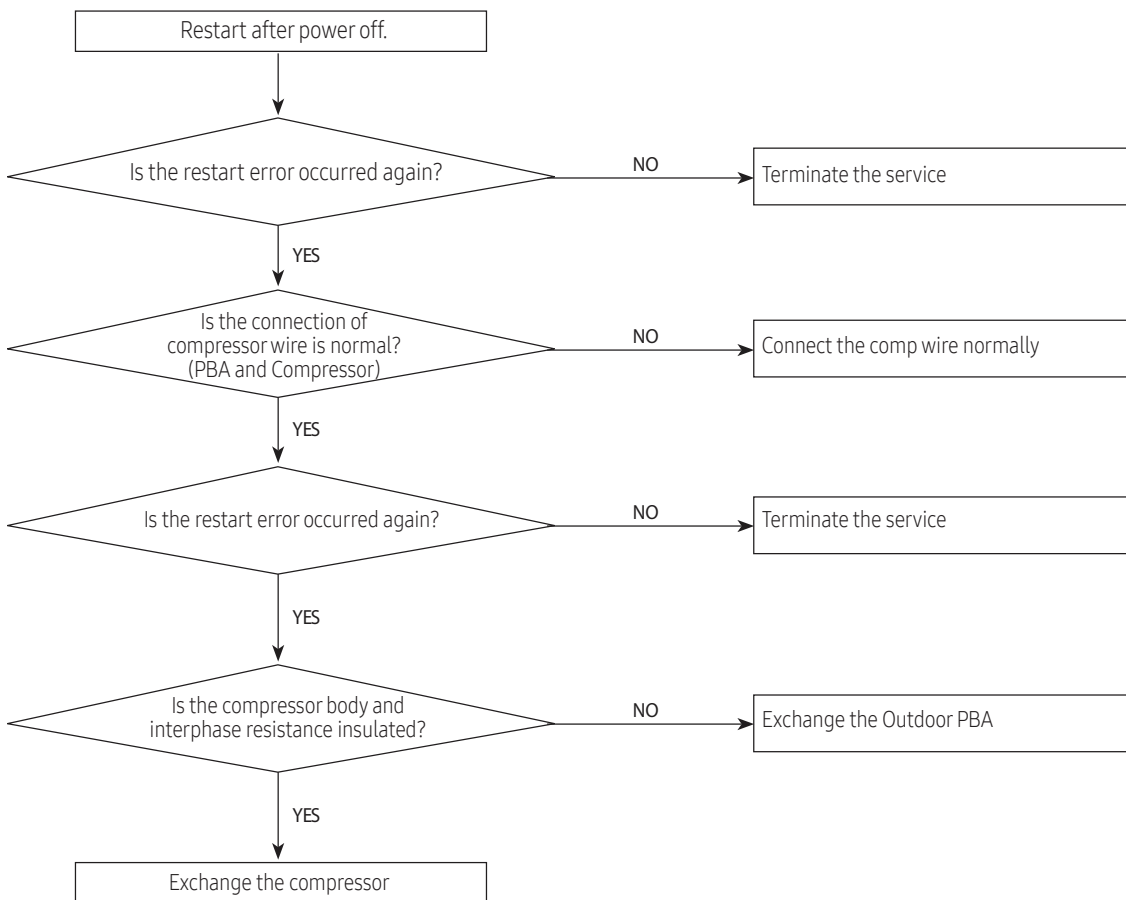 Restart after power off.
Is the restart error occurred again?
NO
Terminate the service
YES
Is the connection of
compressor wire is normal?
(PBA and Compressor)
NO
Connect the comp wire normally
YES
Is the restart error occurred again?
NO
Terminate the service
YES
Is the compressor body and
interphase resistance insulated?
NO
Exchange the Outdoor PBA
YES
Exchange the compressor